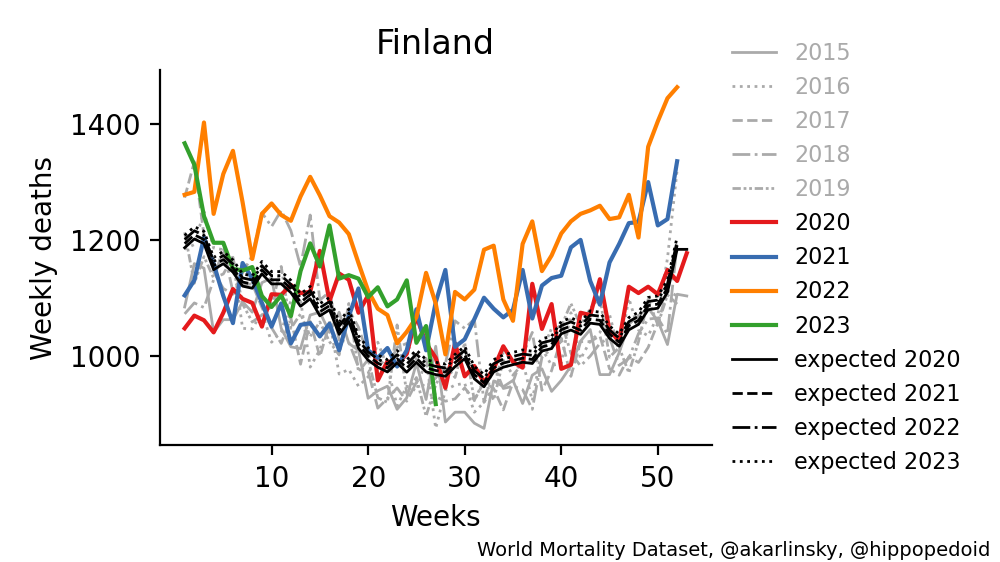 Finland
Weekly deaths
1400
1200
1000
10 20 30 40 50
Weeks
2015
2016
2017
2018
2019
2020
2021
2022
2023
expected 2020
expected 2021
expected 2022
expected 2023
World Mortality Dataset, @akarlinsky, @hippopedoid